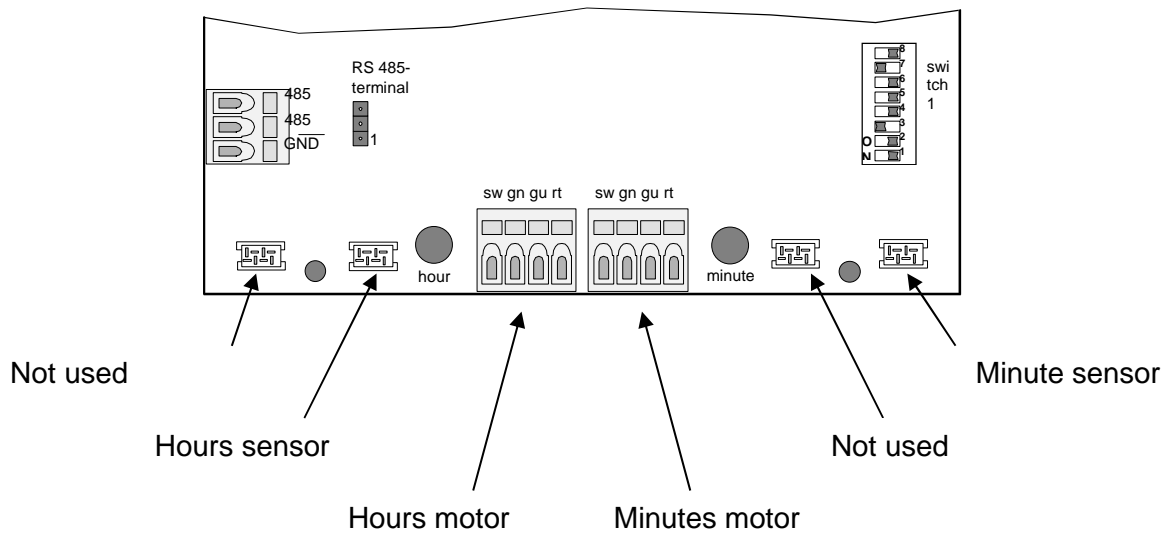 RS 485-
terminal
485
485
GND
1
8
7
6
5
4
3
2
1
swi
tch
1
O
N
sw gn gu rt
sw gn gu rt
hour
minute
Not used
Minute sensor
Hours sensor
Not used
Hours motor
Minutes motor